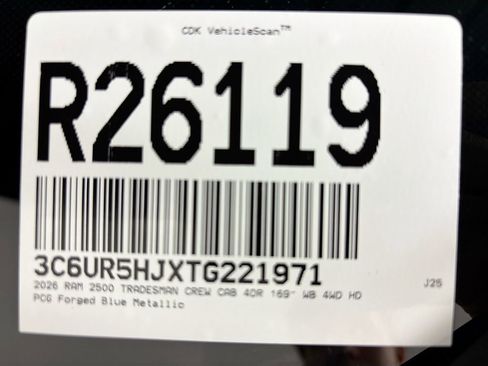 CDK VehicleScan™
R26119
3C6UR5HJXTG221971
2026 RAM 2500 TRADESMAN CREW CAB 4DR 169" WB 4WD HD
PCG Forged Blue Metallic
J25